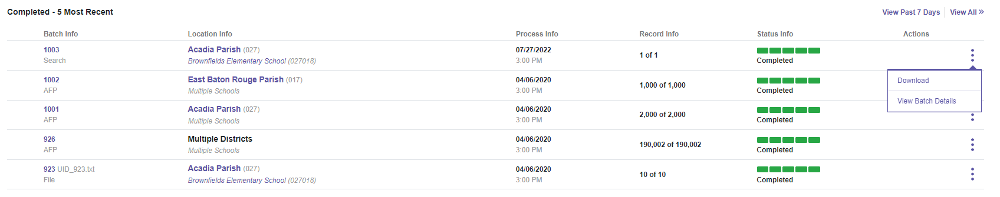 Completed - 5 Most Recent
View Past 7 Days
View All »
Batch Info Location Info Process Info Record Info Status Info Actions
1003 Acadia Parish (027) 07/27/2022 1 of 1
Search Brownfields Elementary School (027018) 3:00 PM Completed
1002 East Baton Rouge Parish (017) 04/06/2020 1,000 of 1,000
AFP Multiple Schools 3:00 PM Completed
Download
View Batch Details
1001 Acadia Parish (027) 04/06/2020 2,000 of 2,000
AFP Multiple Schools 3:00 PM Completed
926 Multiple Districts 04/06/2020 190,002 of 190,002
AFP Multiple Schools 3:00 PM Completed
923 UID_923.txt Acadia Parish (027) 04/06/2020 10 of 10
File Brownfields Elementary School (027018) 3:00 PM Completed